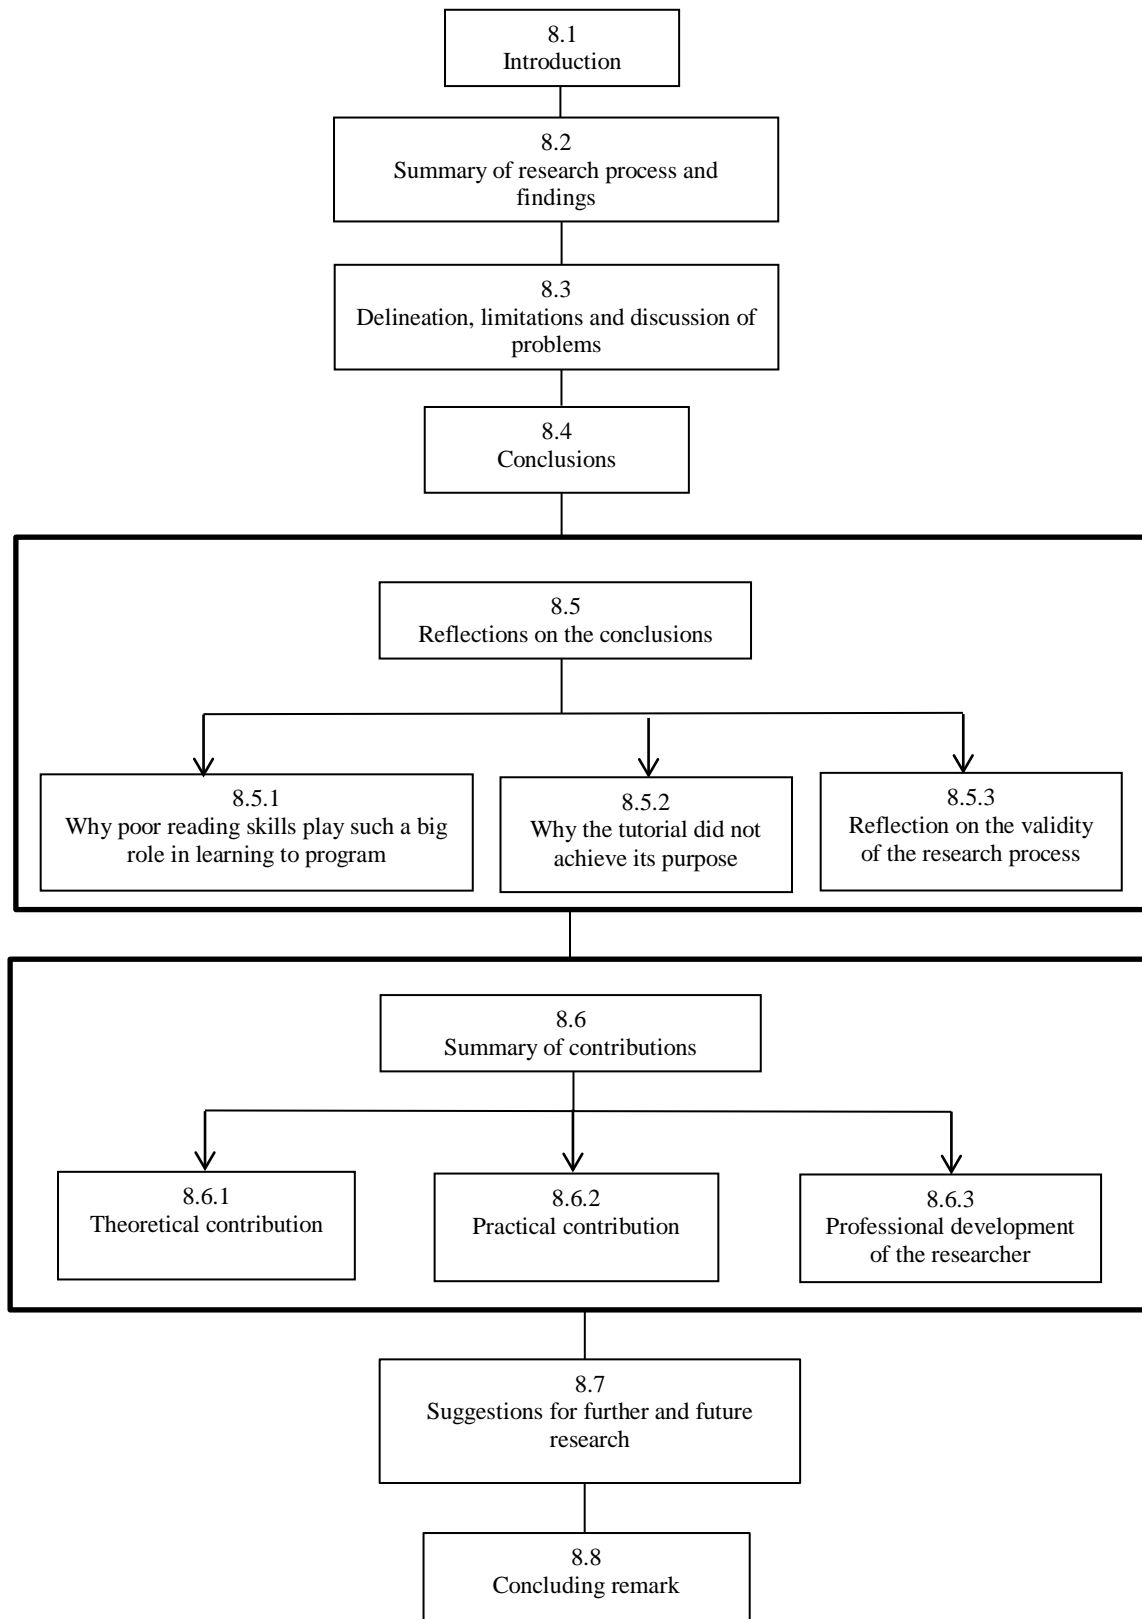 8.1
Introduction
8.2
Summary of research process and
findings
8.3
Delineation, limitations and discussion of
problems
8.4
Conclusions
8.5
Reflections on the conclusions
8.5.1
Why poor reading skills play such a big
role in learning to program
8.5.2
Why the tutorial did not
achieve its purpose
8.5.3
Reflection on the validity
of the research process
8.6
Summary of contributions
8.6.1
Theoretical contribution
8.6.2
Practical contribution
8.6.3
Professional development
of the researcher
8.7
Suggestions for further and future
research
8.8
Concluding remark